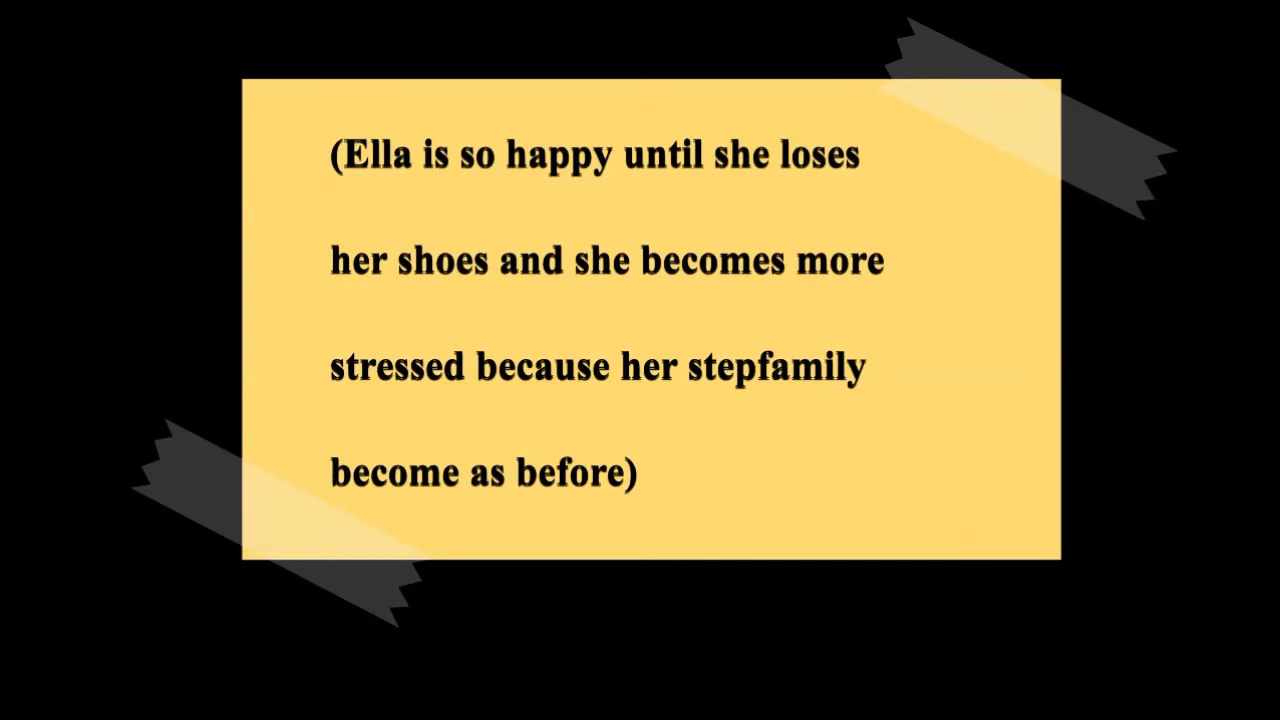 (Ella is so happy until she loses
her shoes and she becomes more
stressed because her stepfamily
become as before)